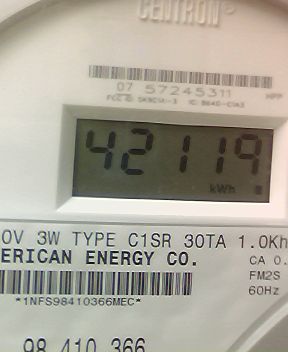 CENTRON®
07 57245311
HPP
42119
kWh
0V 3W TYPE C1SR 30TA 1.0Kh
ERICAN ENERGY CO.
CA 0.
FM2S
*1NFS98410366MEC*
60Hz
98 410 366